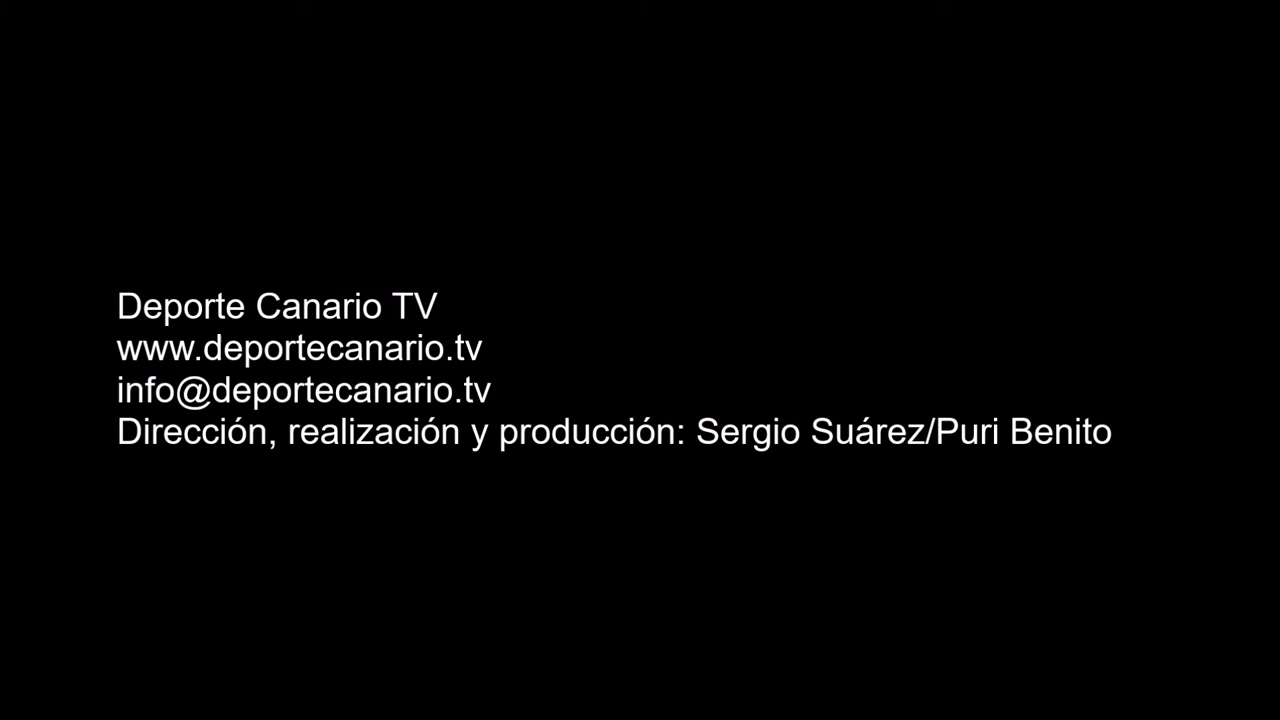 Deporte Canario TV
www.deportecanario.tv
info@deportecanario.tv
Dirección, realización y producción: Sergio Suárez/Puri Benito